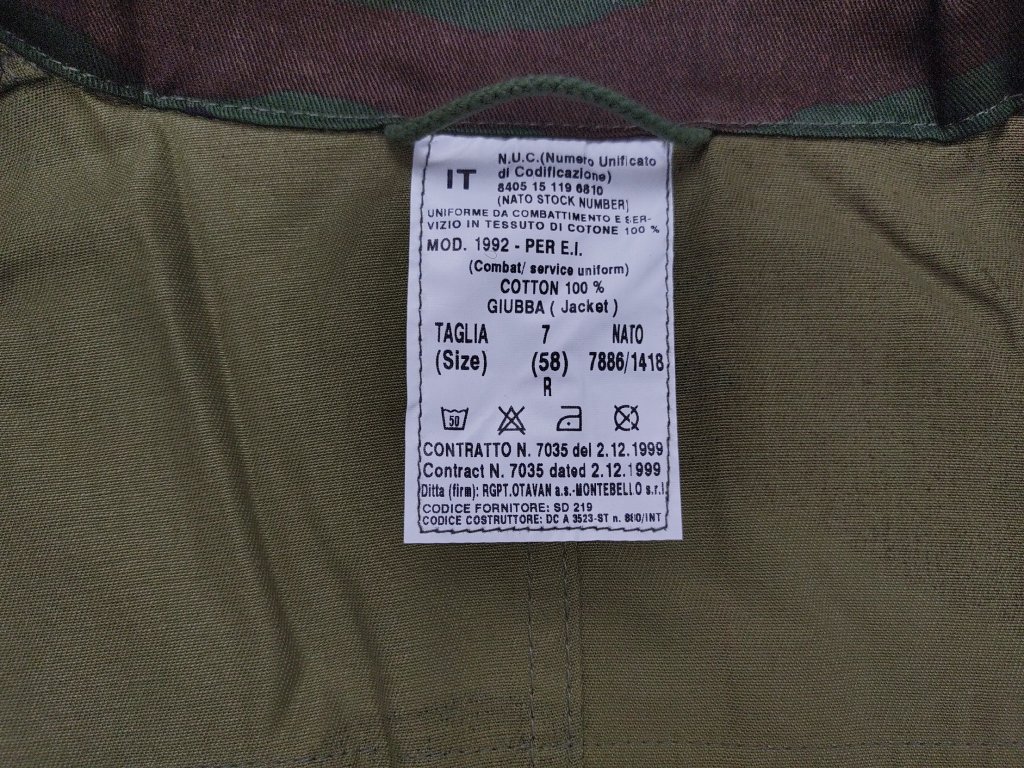 IT
N.U.C.(Numero Unificato
di Codificazione)
8405 15 119 6810
(NATO STOCK NUMBER)
UNIFORME DA COMBATTIMENTO E SER-
VIZIO IN TESSUTO DI COTONE 100 %
MOD. 1992 - PER E.I.
(Combat/ service uniform)
COTTON 100 %
GIUBBA ( Jacket )
TAGLIA 7 NATO
(Size) (58) 7886/1418
R
50
CONTRATTO N. 7035 del 2.12.1999
Contract N. 7035 dated 2.12.1999
Ditta (firm): RGPT.OTAVAN a.s.-MONTEBELLO s.r.l.
CODICE FORNITORE: SD 219
CODICE COSTRUTTORE: DC A 3523-ST n. /INT